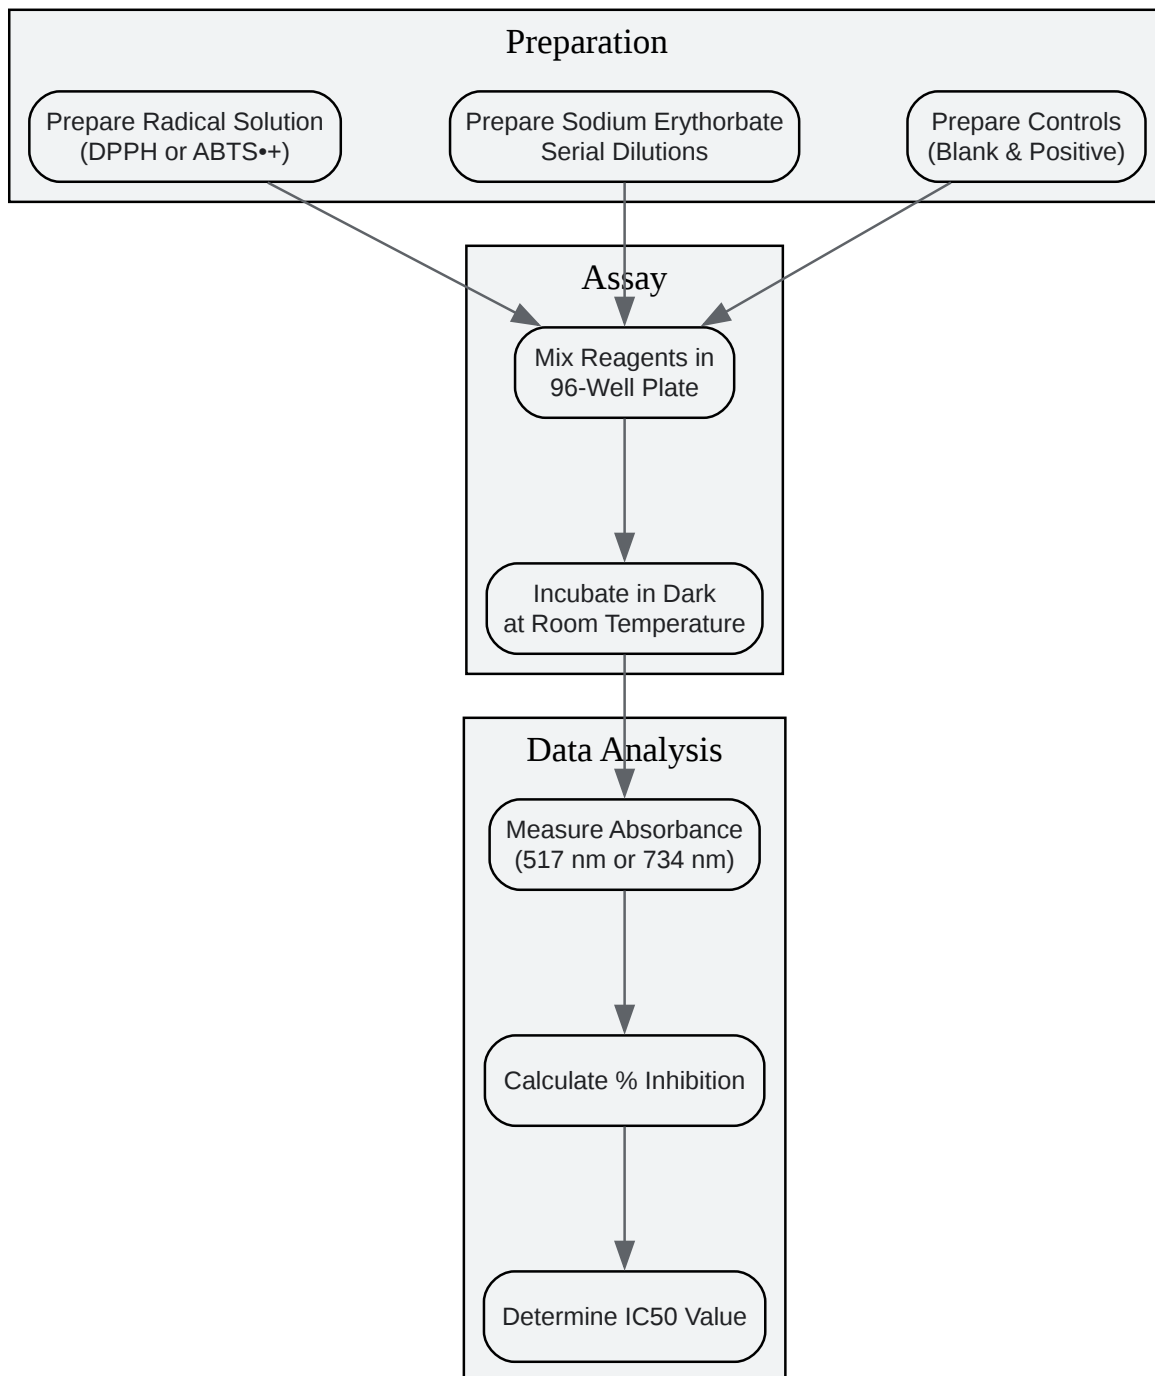 Preparation
Prepare Radical Solution
(DPPH or ABTS•+)
Prepare Sodium Erythorbate
Serial Dilutions
Prepare Controls
(Blank & Positive)
Assay
Mix Reagents in
96-Well Plate
Incubate in Dark
at Room Temperature
Data Analysis
Measure Absorbance
(517 nm or 734 nm)
Calculate % Inhibition
Determine IC50 Value